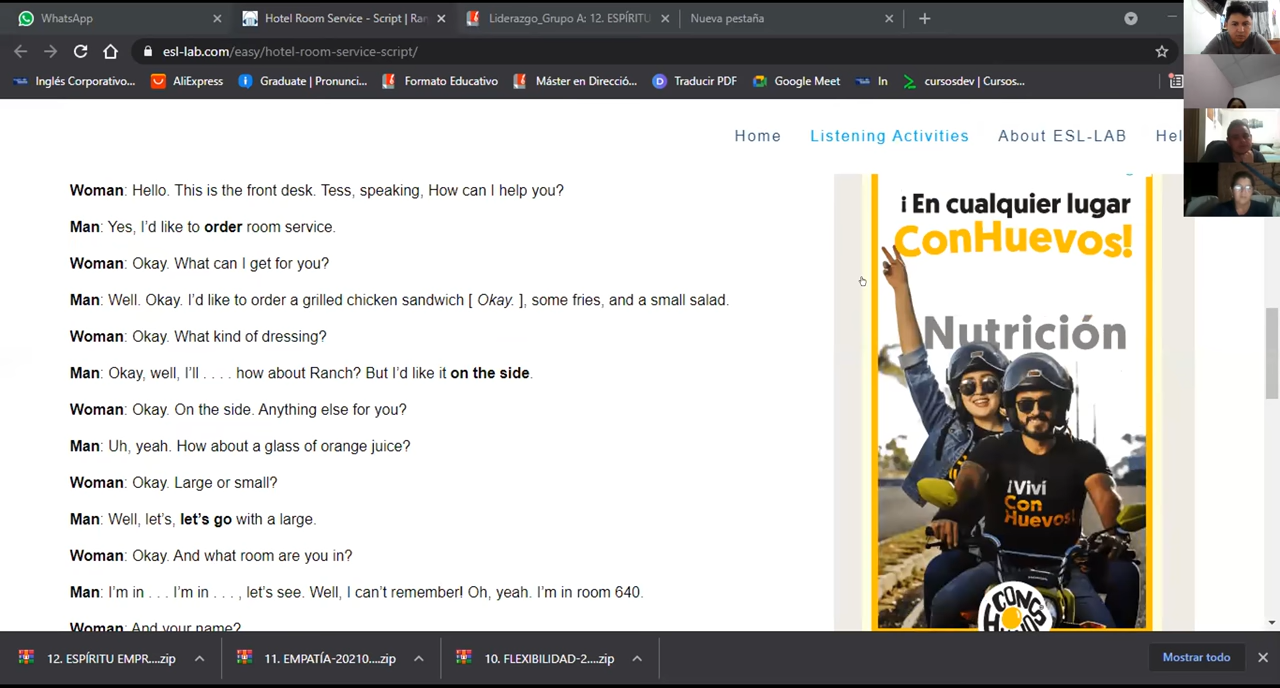 WhatsApp
Hotel Room Service - Script | Ran
Liderazgo_Grupo A: 12. ESPÍRITU
Nueva pestaña
esl-lab.com/easy/hotel-room-service-script/
Inglés Corporativo...
AliExpress
Graduate | Pronunci...
Formato Educativo
Máster en Direcció...
Traducir PDF
Google Meet
In
cursosdev | Cursos...
Home
Listening Activities
About ESL-LAB
Hel
Woman: Hello. This is the front desk. Tess, speaking, How can I help you?
Man: Yes, I'd like to order room service.
Woman: Okay. What can I get for you?
Man: Well. Okay. I'd like to order a grilled chicken sandwich [ Okay. ], some fries, and a small salad.
Woman: Okay. What kind of dressing?
Man: Okay, well, I'll . . . . how about Ranch? But I'd like it on the side.
Woman: Okay. On the side. Anything else for you?
Man: Uh, yeah. How about a glass of orange juice?
Woman: Okay. Large or small?
Man: Well, let's, let's go with a large.
Woman: Okay. And what room are you in?
Man: I'm in . . . I'm in . . . , let's see. Well, I can't remember! Oh, yeah. I'm in room 640.
Woman: And your name?
¡En cualquier lugar
ConHuevos!
Nutrición
¡Viví
Con
Huevos!
12. ESPÍRITU EMPR....zip
11. EMPATÍA-20210....zip
10. FLEXIBILIDAD-2....zip
Mostrar todo